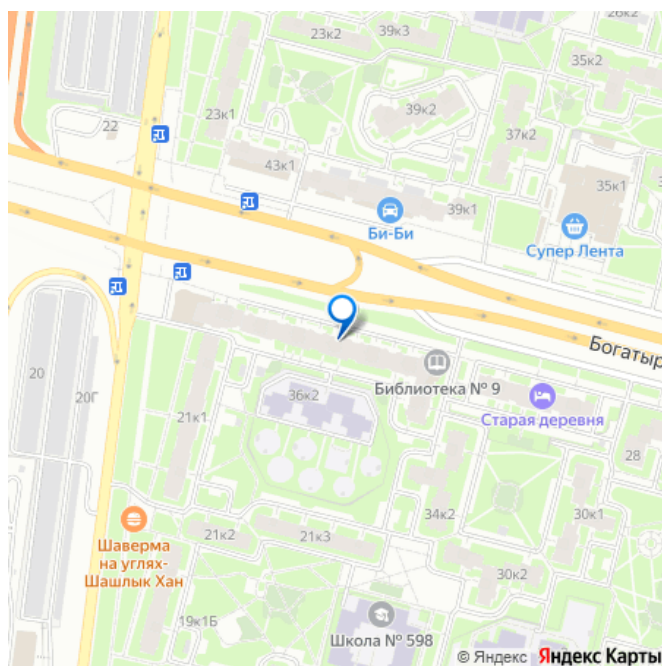 23к2
39к3
26к2
35к2
39к2
23к1
22
37к2
43к1
35к1
39к1
Би-Би
Супер Лента
Богатыр
20
20Г
36к2
Библиотека № 9
Старая деревня
21к1
28
34к2
30к1
21к2
21к3
Шаверма
на углях-
Шашлык Хан
30к2
19к1Б
Школа № 598
© Яндекс Яндекс Карты